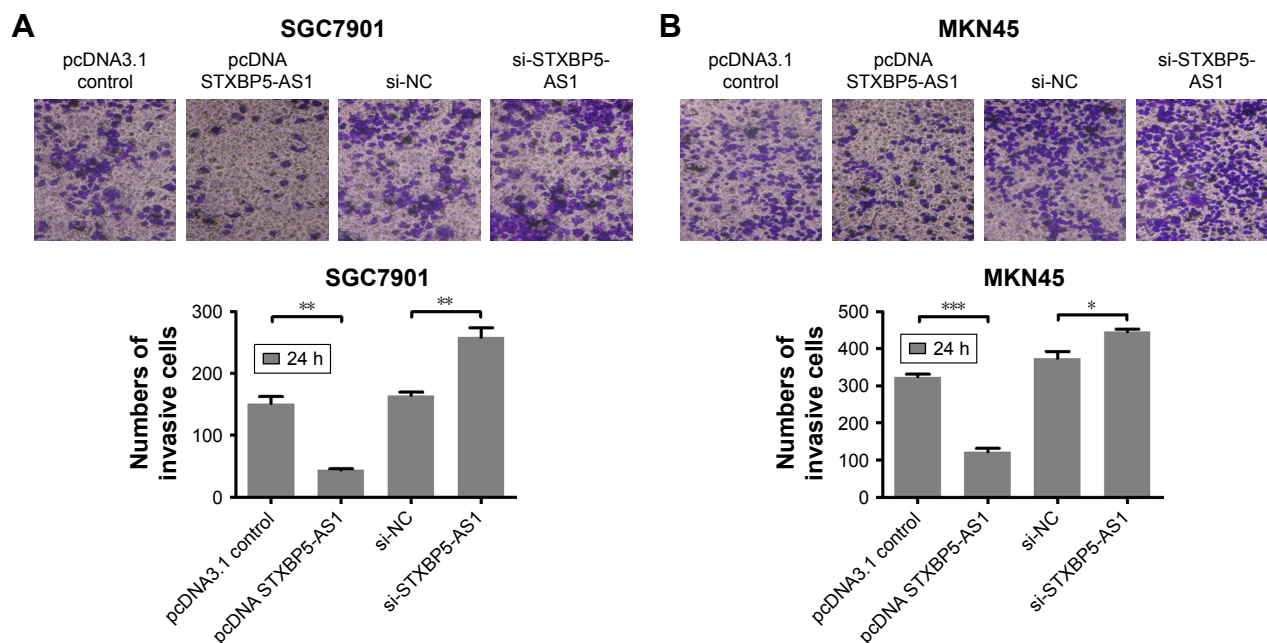 A
SGC7901
pcDNA3.1
control
pcDNA
STXBP5-AS1
si-NC
si-STXBP5-
AS1
SGC7901
Numbers of
invasive cells
300
200
100
0
**
**
24 h
pcDNA3.1 control
pcDNA STXBP5-AS1
si-NC
si-STXBP5-AS1
B
MKN45
pcDNA3.1
control
pcDNA
STXBP5-AS1
si-NC
si-STXBP5-
AS1
MKN45
Numbers of
invasive cells
500
400
300
200
100
0
***
*
24 h
pcDNA3.1 control
pcDNA STXBP5-AS1
si-NC
si-STXBP5-AS1